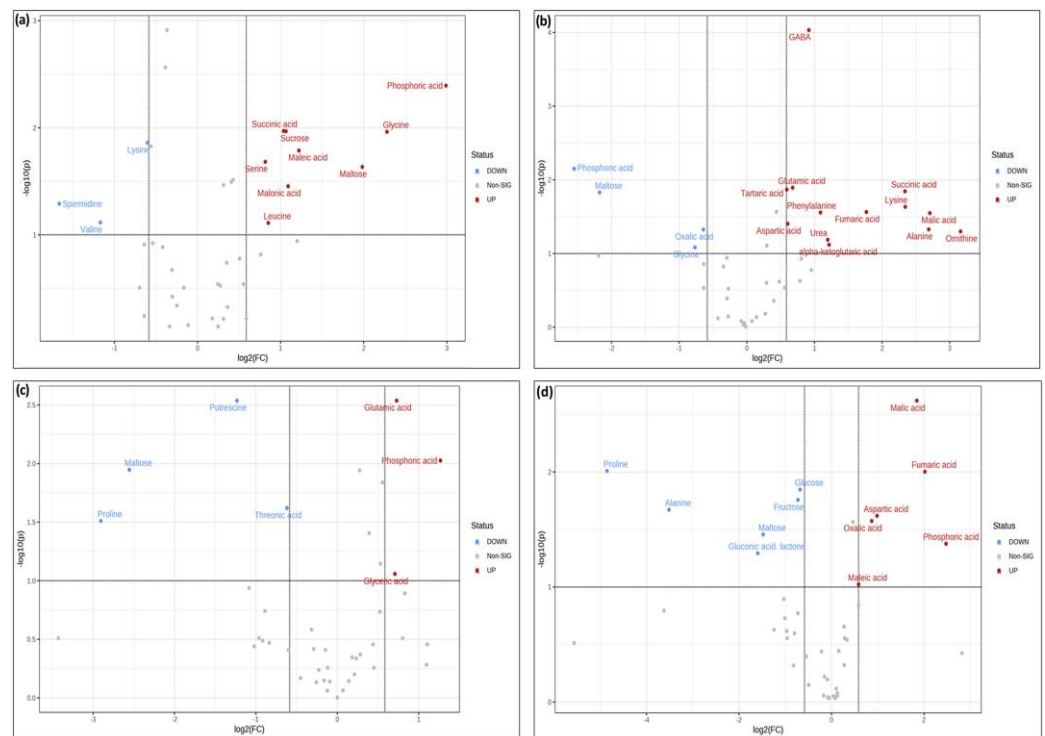 (a)
3
2
1
-log10(p)
Phosphoric acid
Succinic acid
Glycine
Sucrose
Lysine
Maleic acid
Serine
Maltose
Malonic acid
Spermidine
Leucine
Valine
-1
0
1
2
3
log2(FC)
Status
DOWN
Non-SIG
UP
(b)
4
3
2
1
0
-log10(p)
GABA
Phosphoric acid
Maltose
Glutamic acid
Succinic acid
Tartaric acid
Lysine
Phenylalanine
Fumaric acid
Malic acid
Aspartic acid
Urea
Alanine
Ornithine
Oxalic acid
Glycine
alpha-ketoglutaric acid
-2
-1
0
1
2
3
log2(FC)
Status
DOWN
Non-SIG
UP
(c)
2.5
2.0
1.5
1.0
0.5
0.0
-log10(p)
Putrescine
Glutamic acid
Maltose
Phosphoric acid
Proline
Threonic acid
Glyceric acid
-3
-2
-1
0
1
log2(FC)
Status
DOWN
Non-SIG
UP
(d)
2
1
0
-log10(p)
Malic acid
Proline
Fumaric acid
Glucose
Alanine
Fructose
Aspartic acid
Oxalic acid
Maltose
Phosphoric acid
Gluconic acid. lactone
Maleic acid
-4
-2
0
2
log2(FC)
Status
DOWN
Non-SIG
UP